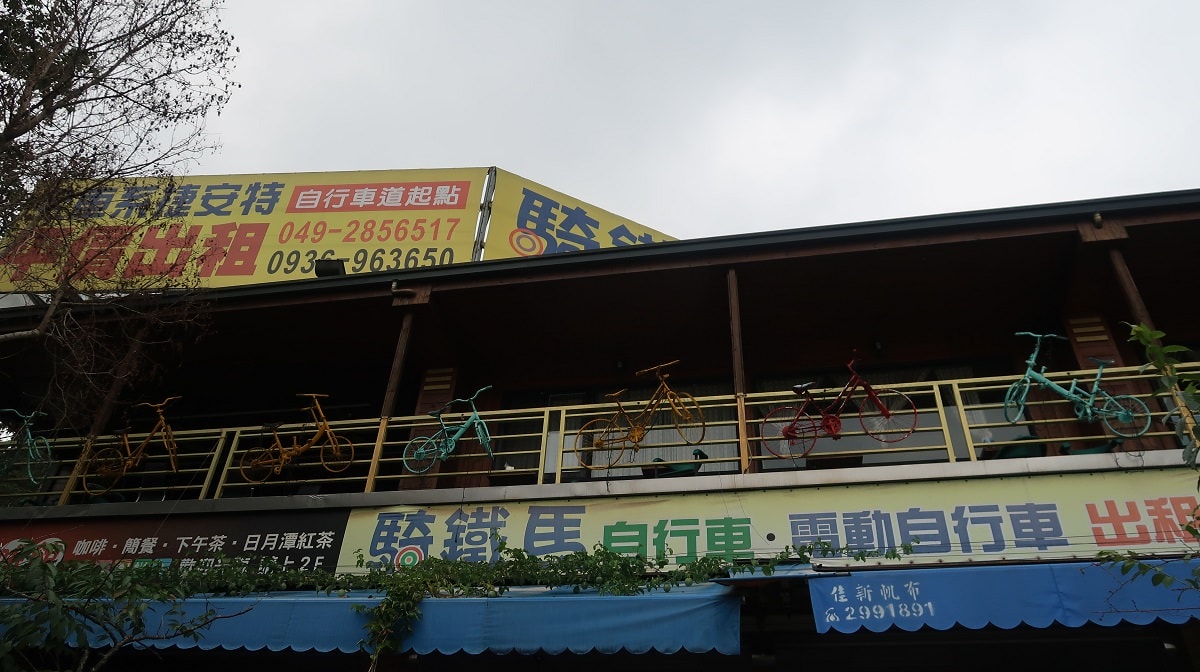 捷安特 自行車道起點
049-2856517
價出租 0936-963650
騎鐵
咖啡·簡餐·下午茶·日月潭紅茶
騎鐵馬 自行車·電動自行車 出租
佳新帆布
2991891